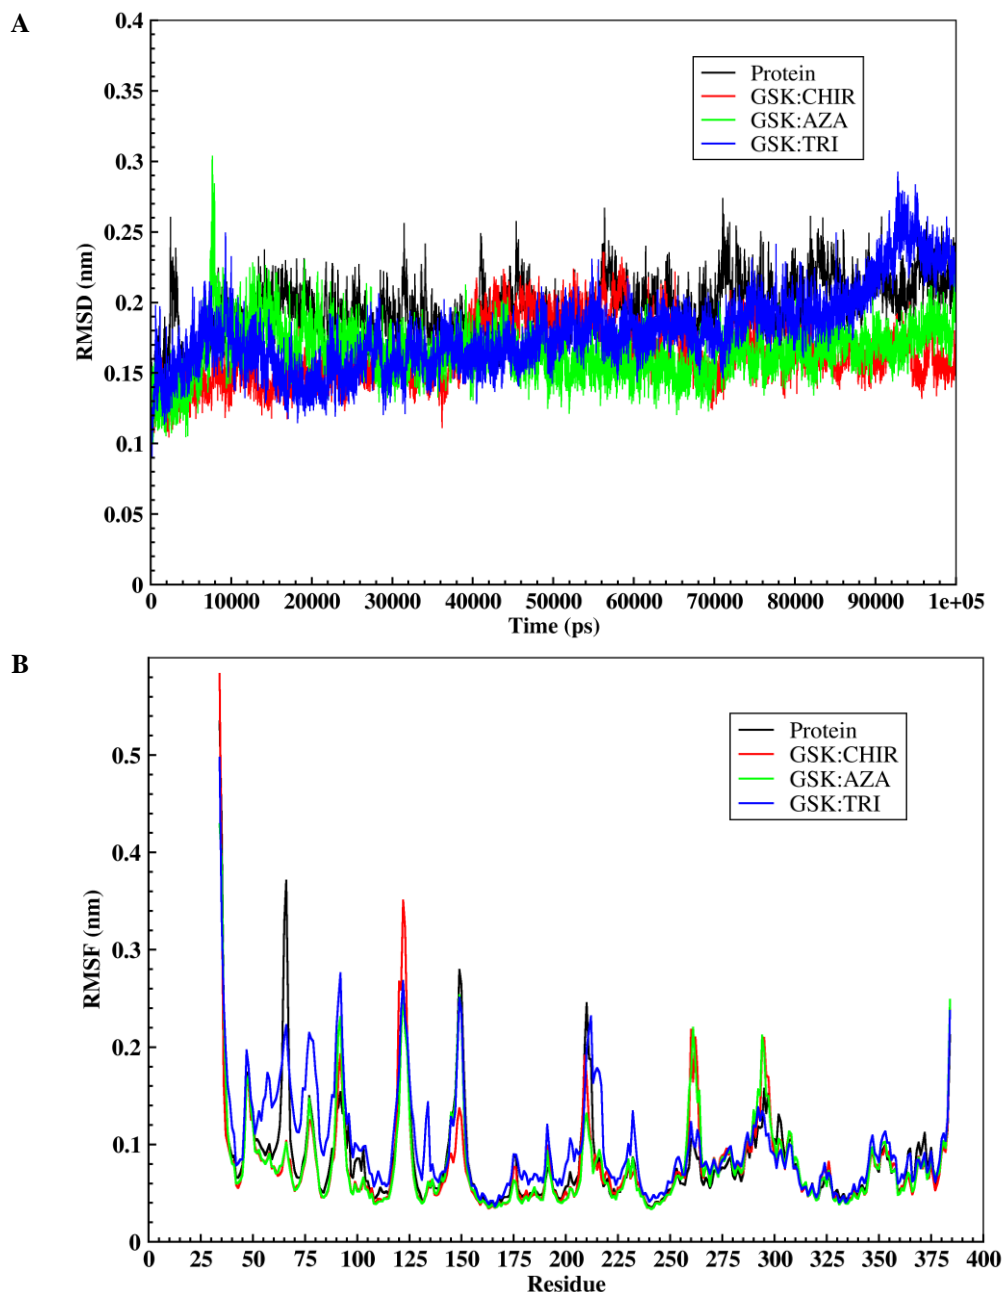 A
0.4
0.35
0.3
0.25
0.2
0.15
0.1
0.05
0
RMSD (nm)
Protein
GSK:CHIR
GSK:AZA
GSK:TRI
0 10000 20000 30000 40000 50000 60000 70000 80000 90000 1e+05
Time (ps)
B
0.5
0.4
0.3
0.2
0.1
0
RMSF (nm)
Protein
GSK:CHIR
GSK:AZA
GSK:TRI
0 25 50 75 100 125 150 175 200 225 250 275 300 325 350 375 400
Residue